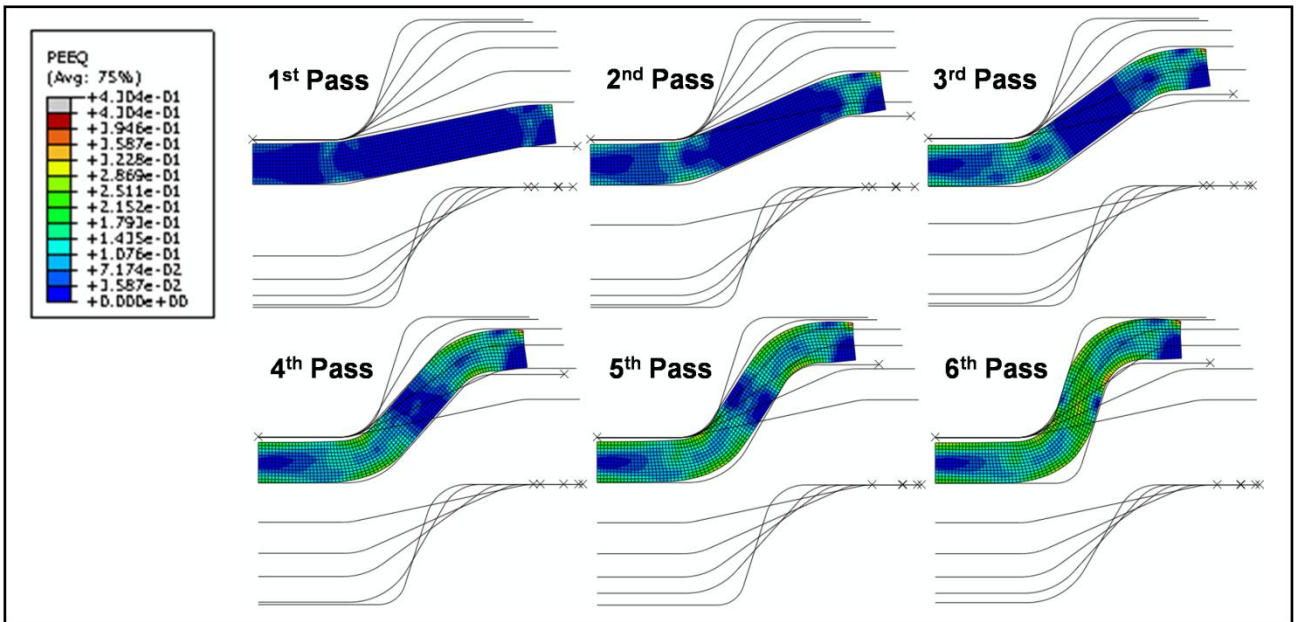 PEEQ
(Avg: 75%)
+4.304e-01
+4.304e-01
+3.946e-01
+3.587e-01
+3.228e-01
+2.869e-01
+2.511e-01
+2.152e-01
+1.793e-01
+1.435e-01
+1.076e-01
+7.174e-02
+3.587e-02
+0.000e+00
1st Pass
2nd Pass
3rd Pass
4th Pass
5th Pass
6th Pass